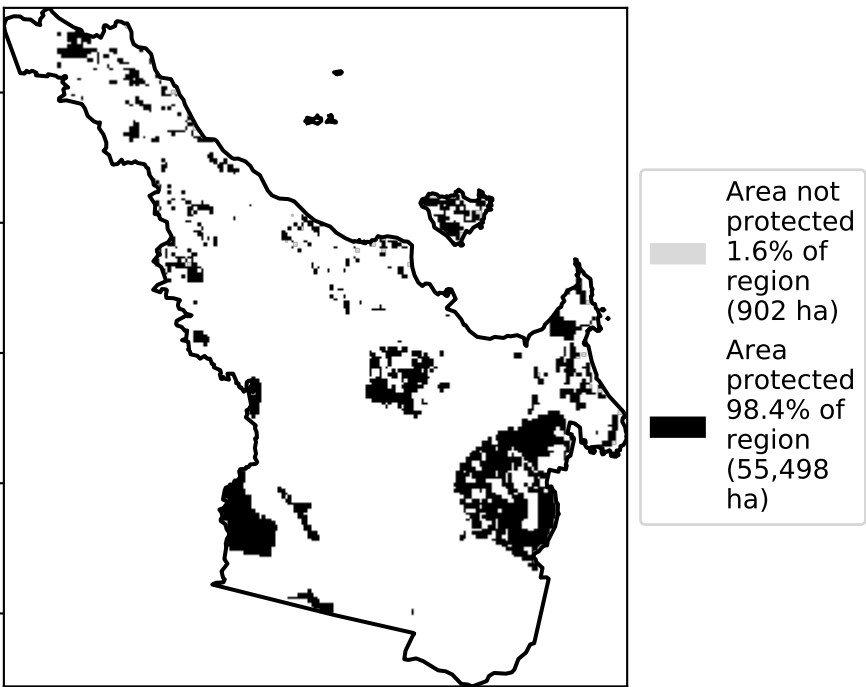 Area not
protected
1.6% of
region
(902 ha)
Area
protected
98.4% of
region
(55,498
ha)